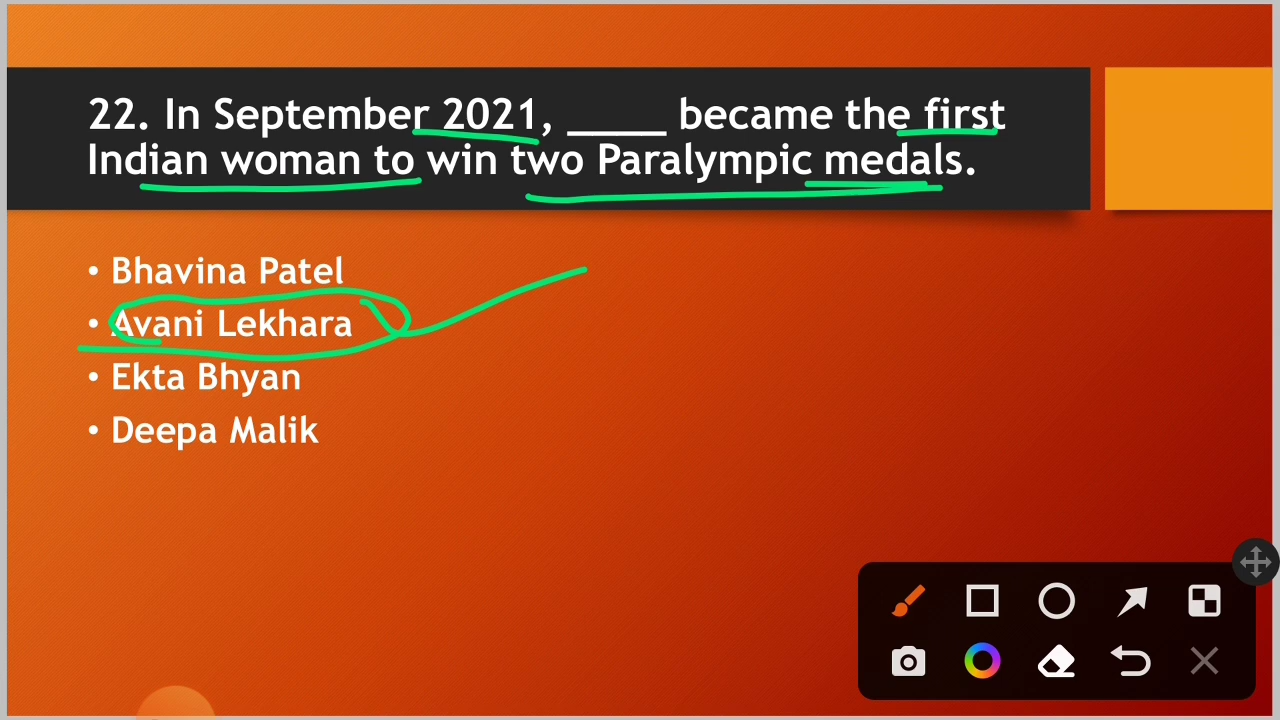 22. In September 2021, _____ became the first
Indian woman to win two Paralympic medals.
• Bhavina Patel
• Avani Lekhara
• Ekta Bhyan
• Deepa Malik